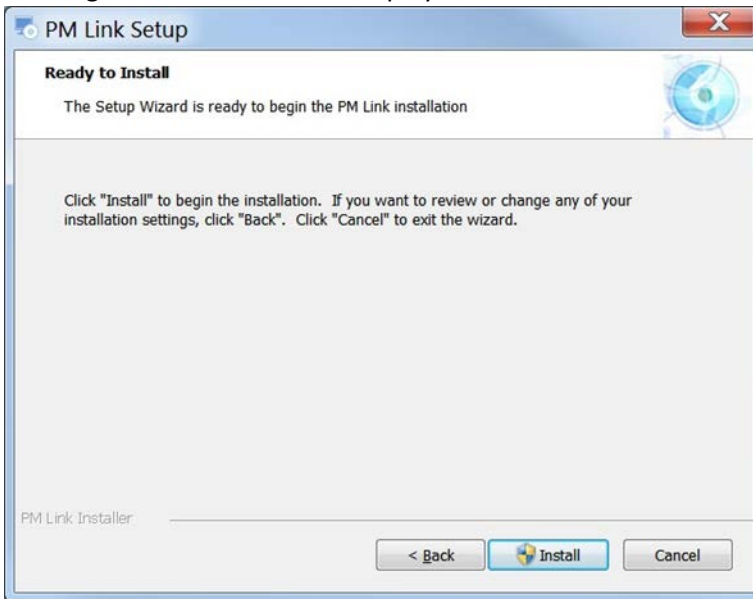 PM Link Setup
X
Ready to Install
The Setup Wizard is ready to begin the PM Link installation
Click "Install" to begin the installation. If you want to review or change any of your
installation settings, click "Back". Click "Cancel" to exit the wizard.
PM Link Installer
< Back
Install
Cancel